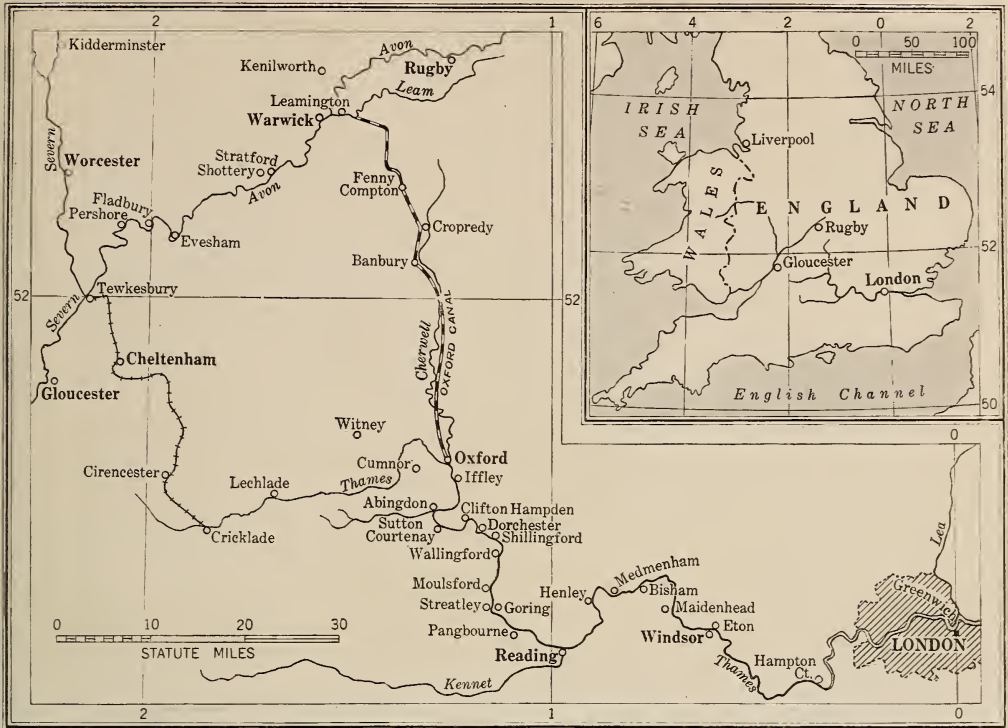 2
1
Kidderminster
Avon
Kenilworth
Rugby
Leam
Leamington
Warwick
Severn
Worcester
Stratford
Shottery
Avon
Fenny
Compton
Fladbury
Pershore
Evesham
Cropredy
Banbury
52
Tewkesbury
52
Severn
Cherwell
OXFORD CANAL
Cheltenham
Gloucester
Witney
Oxford
Cumnor
Iffley
Cirencester
Lechlade
Thames
Abingdon
Clifton Hampden
Cricklade
Sutton
Courtenay
Dorchester
Shillingford
Wallingford
Moulsford
Streatley
Goring
Pangbourne
Reading
Kennet
Henley
Medmenham
Bisham
Maidenhead
Eton
Windsor
Thames
Hampton
Ct.
Lea
Greenwich
LONDON
0 10 20 30
STATUTE MILES
2
1
0
0
6
4
2
0
2
0 50 100
MILES
54
IRISH
SEA
NORTH
SEA
Liverpool
WALES
ENGLAND
Rugby
52
Gloucester
London
English Channel
50